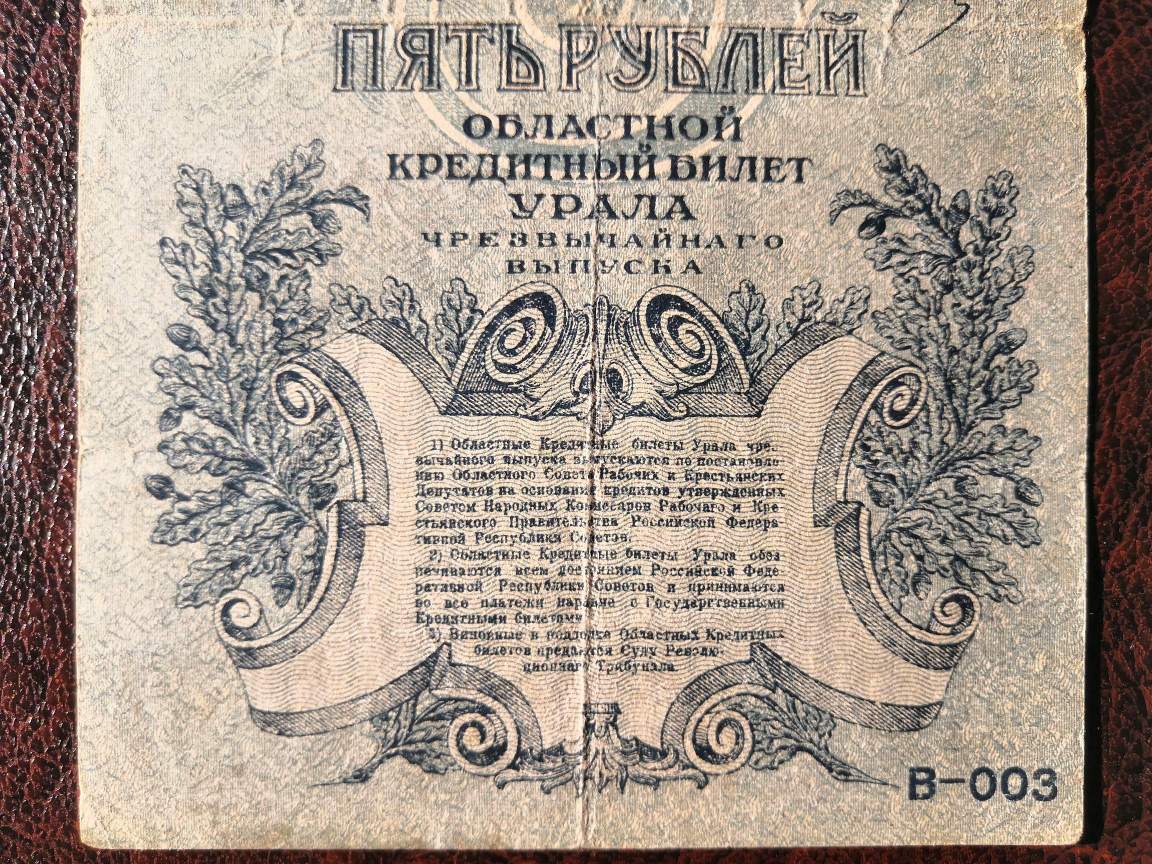 ПЯТЬ РУБЛЕЙ
ОБЛАСТНОЙ
КРЕДИТНЫЙ БИЛЕТ
УРАЛА
ЧРЕЗВЫЧАЙНАГО
ВЫПУСКА
1) Областные Кредитные билеты Урала чре-
вычайного выпуска выпускаются по постановле-
нию Областного Совета Рабочих и Крестьянских
Депутатов на основании кредитов утвержденных
Советом Народных Комиссаров Рабочаго и Кре
стьянского Правительства Российской Федера
тивной Республики Советов.
2) Областные Кредитные билеты Урала обез
печиваются всем достоянием Российской Феде-
ративной Республики Советов и принимаются
во все платежи наравне с Государственными
Кредитными билетами
3) Виновные в подделке Областных Кредитных
билетов предаются Суду Револю-
ционнаго Трибунала
В-003